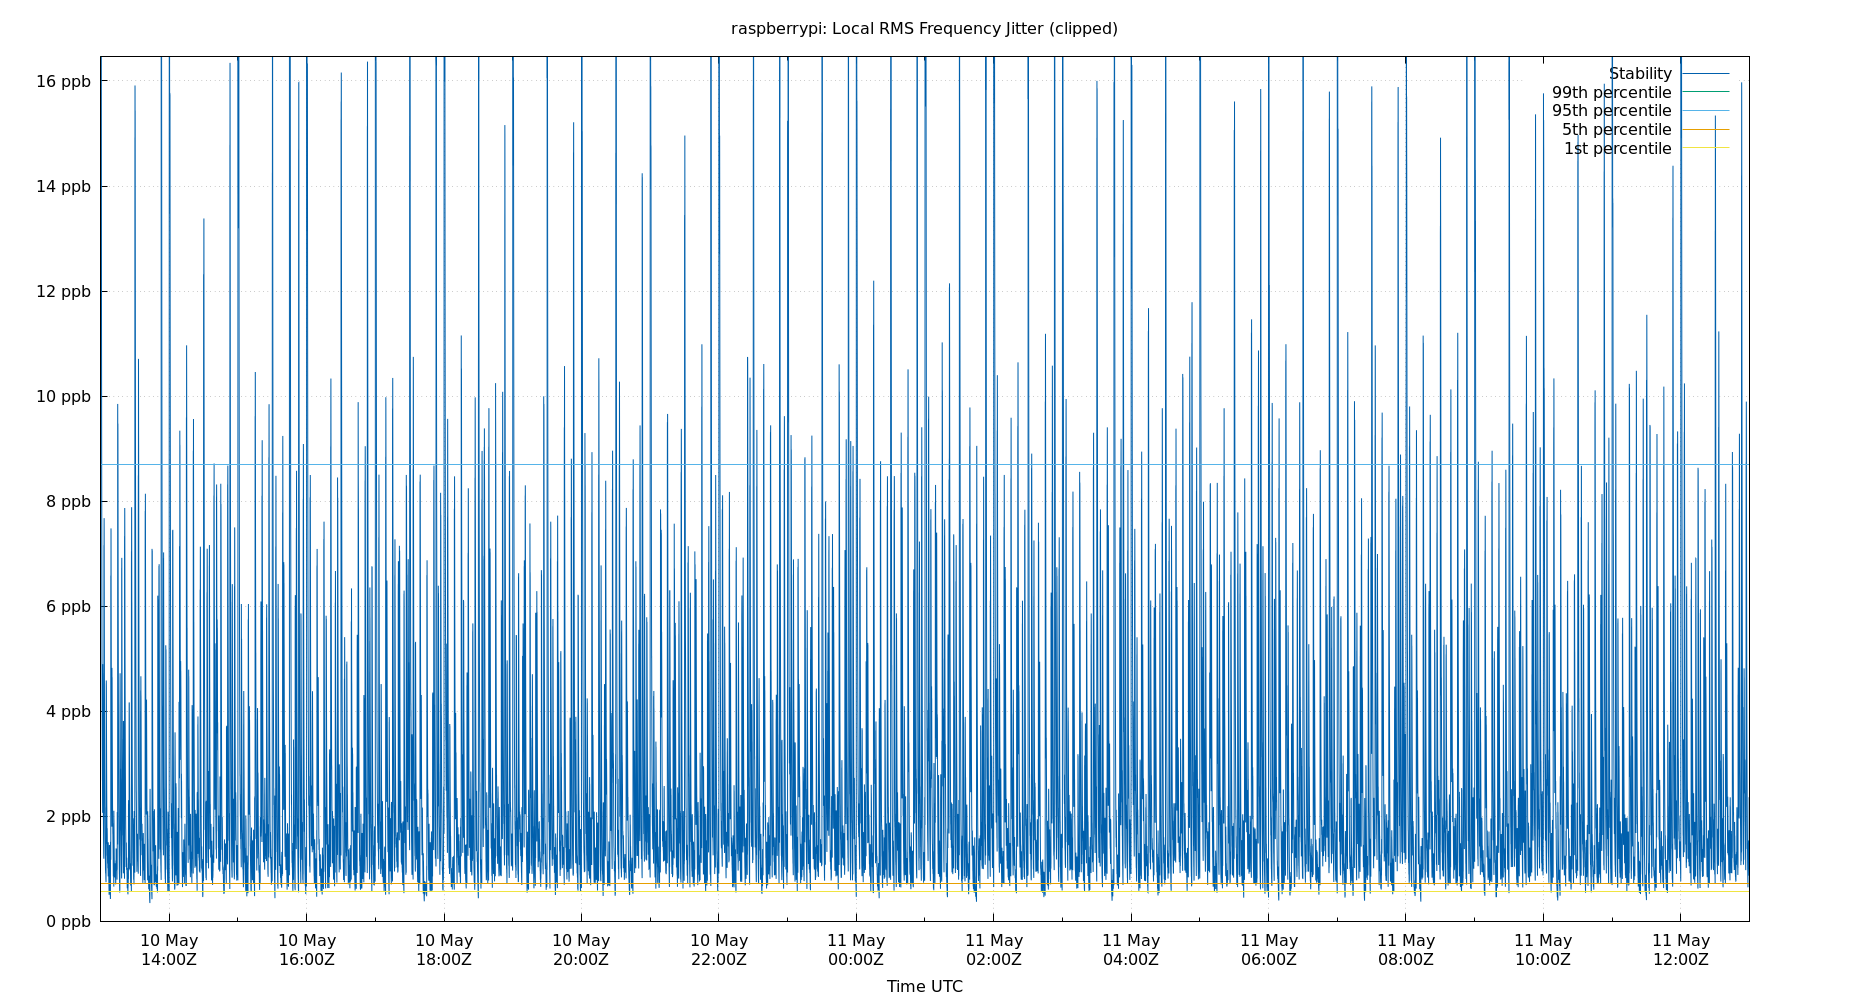 raspberrypi: Local RMS Frequency Jitter (clipped)
16 ppb
14 ppb
12 ppb
10 ppb
8 ppb
6 ppb
4 ppb
2 ppb
0 ppb
Stability
99th percentile
95th percentile
5th percentile
1st percentile
10 May 10 May 10 May 10 May 10 May 11 May 11 May 11 May 11 May 11 May 11 May 11 May
14:00Z 16:00Z 18:00Z 20:00Z 22:00Z 00:00Z 02:00Z 04:00Z 06:00Z 08:00Z 10:00Z 12:00Z
Time UTC